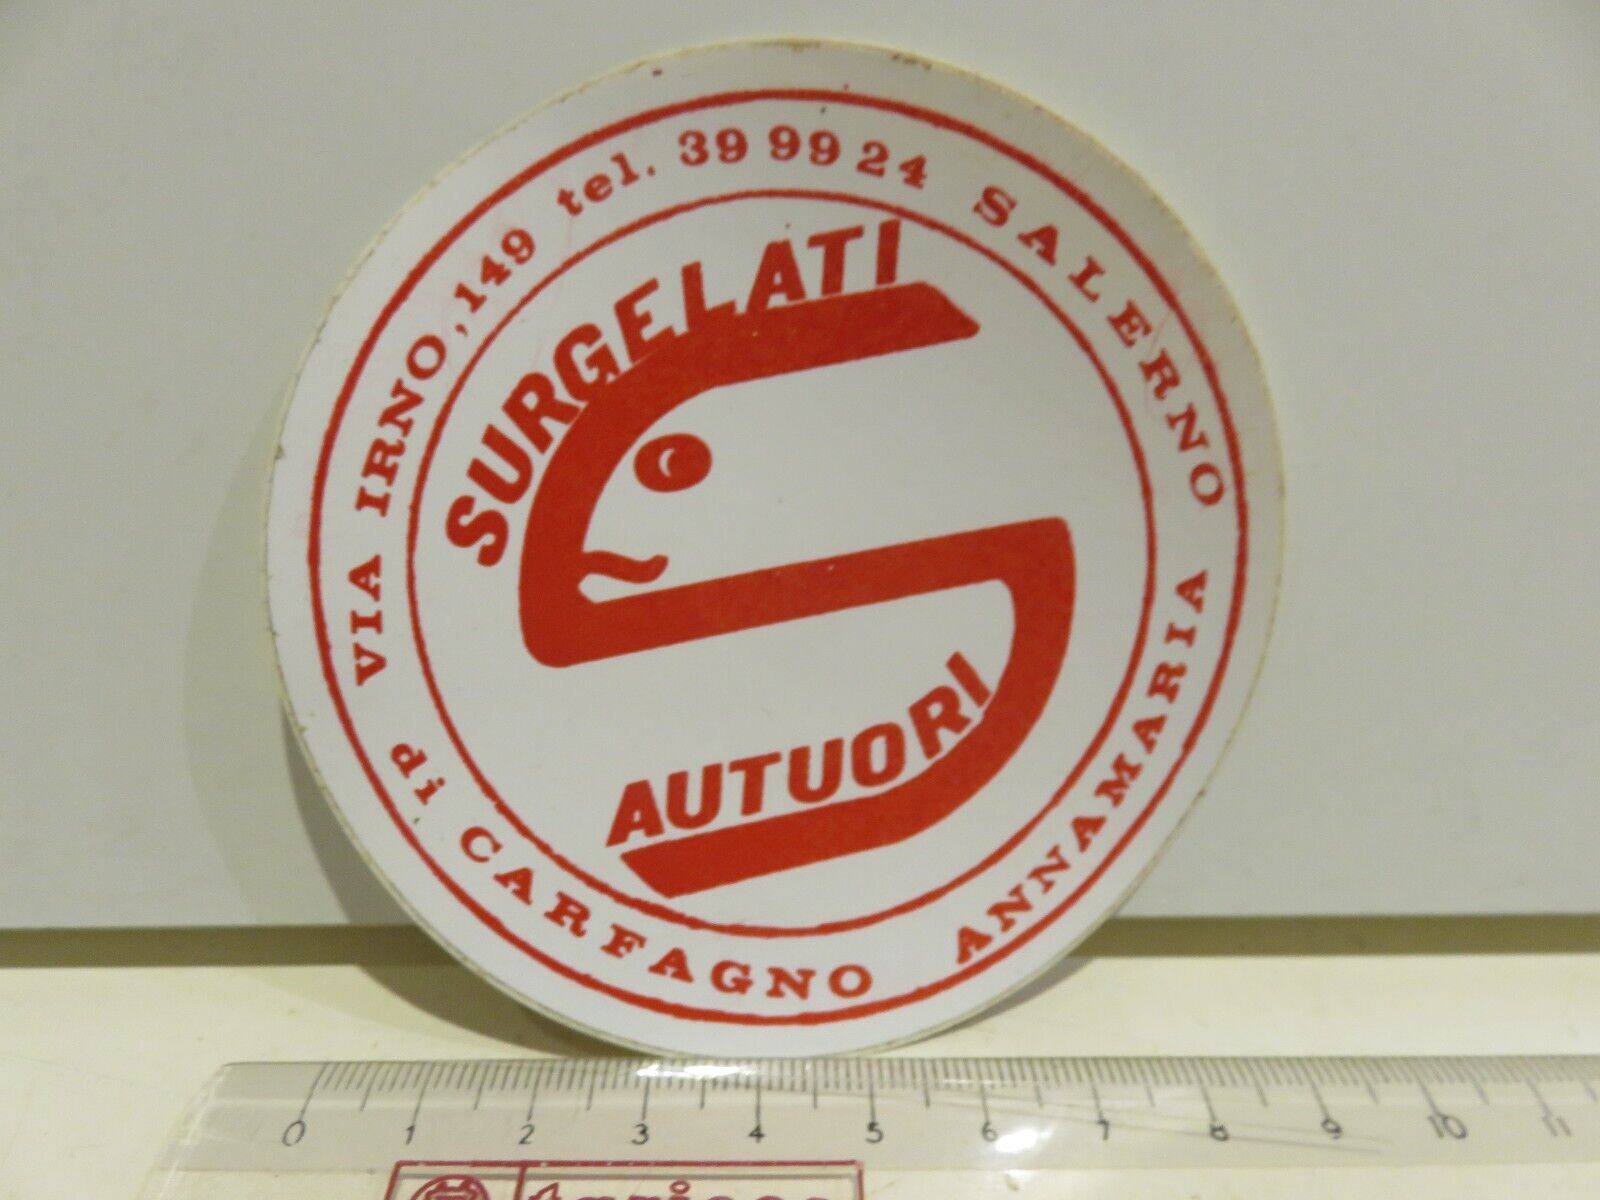 VIA IRNO, 149 tel. 39 99 24 SALERNO
SURGELATI
AUTUORI
di CARFAGNO ANNAMARIA
0 1 2 3 4 5 6 7 8 9 10 11